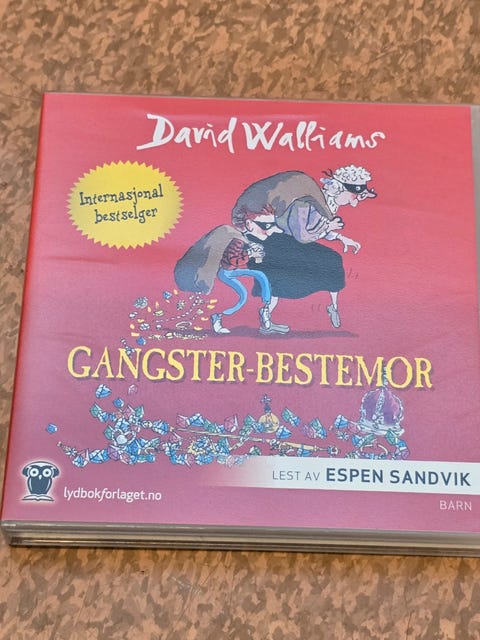 David Walliams
Internasjonal
bestselger
GANGSTER-BESTEMOR
LEST AV ESPEN SANDVIK
lydbokforlaget.no
BARN